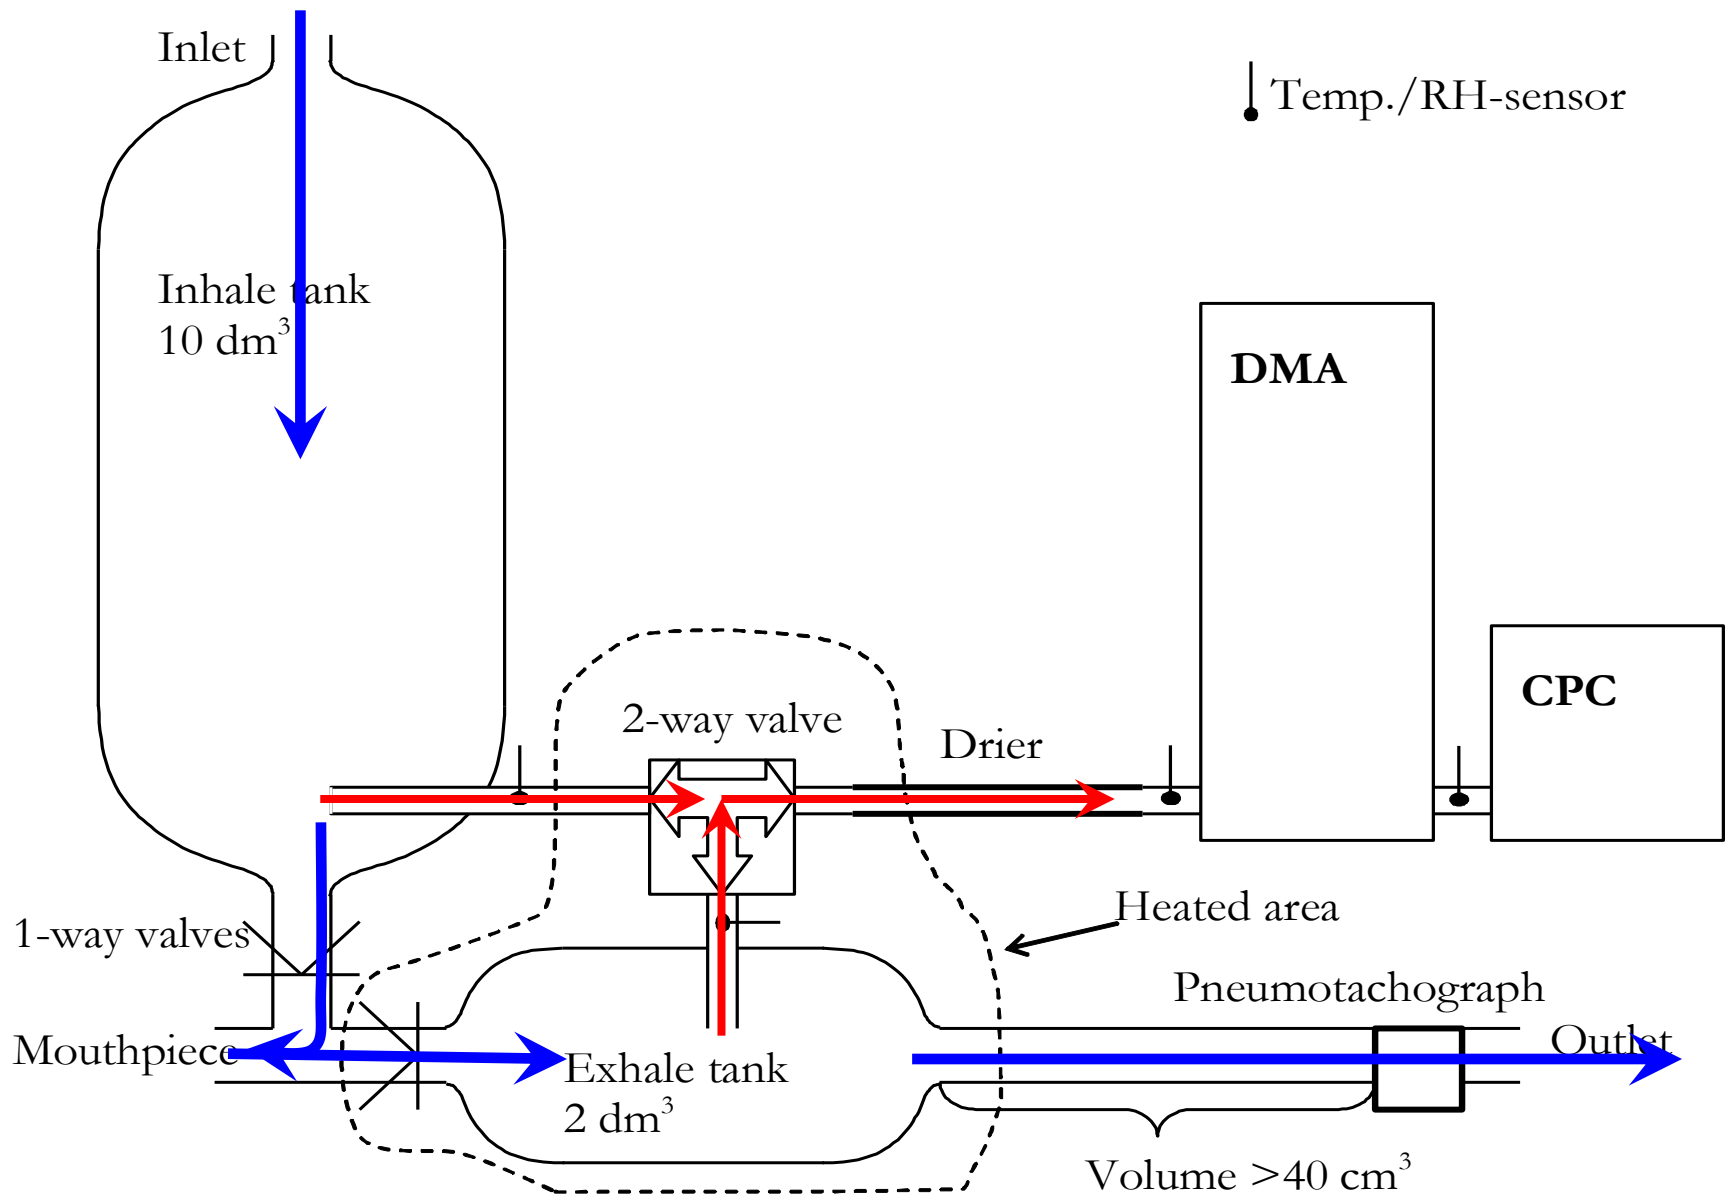 Inlet
Temp./RH-sensor
Inhale tank
10 dm³
DMA
CPC
2-way valve
Drier
Heated area
1-way valves
Pneumotachograph
Mouthpiece
Outlet
Exhale tank
2 dm³
Volume >40 cm³